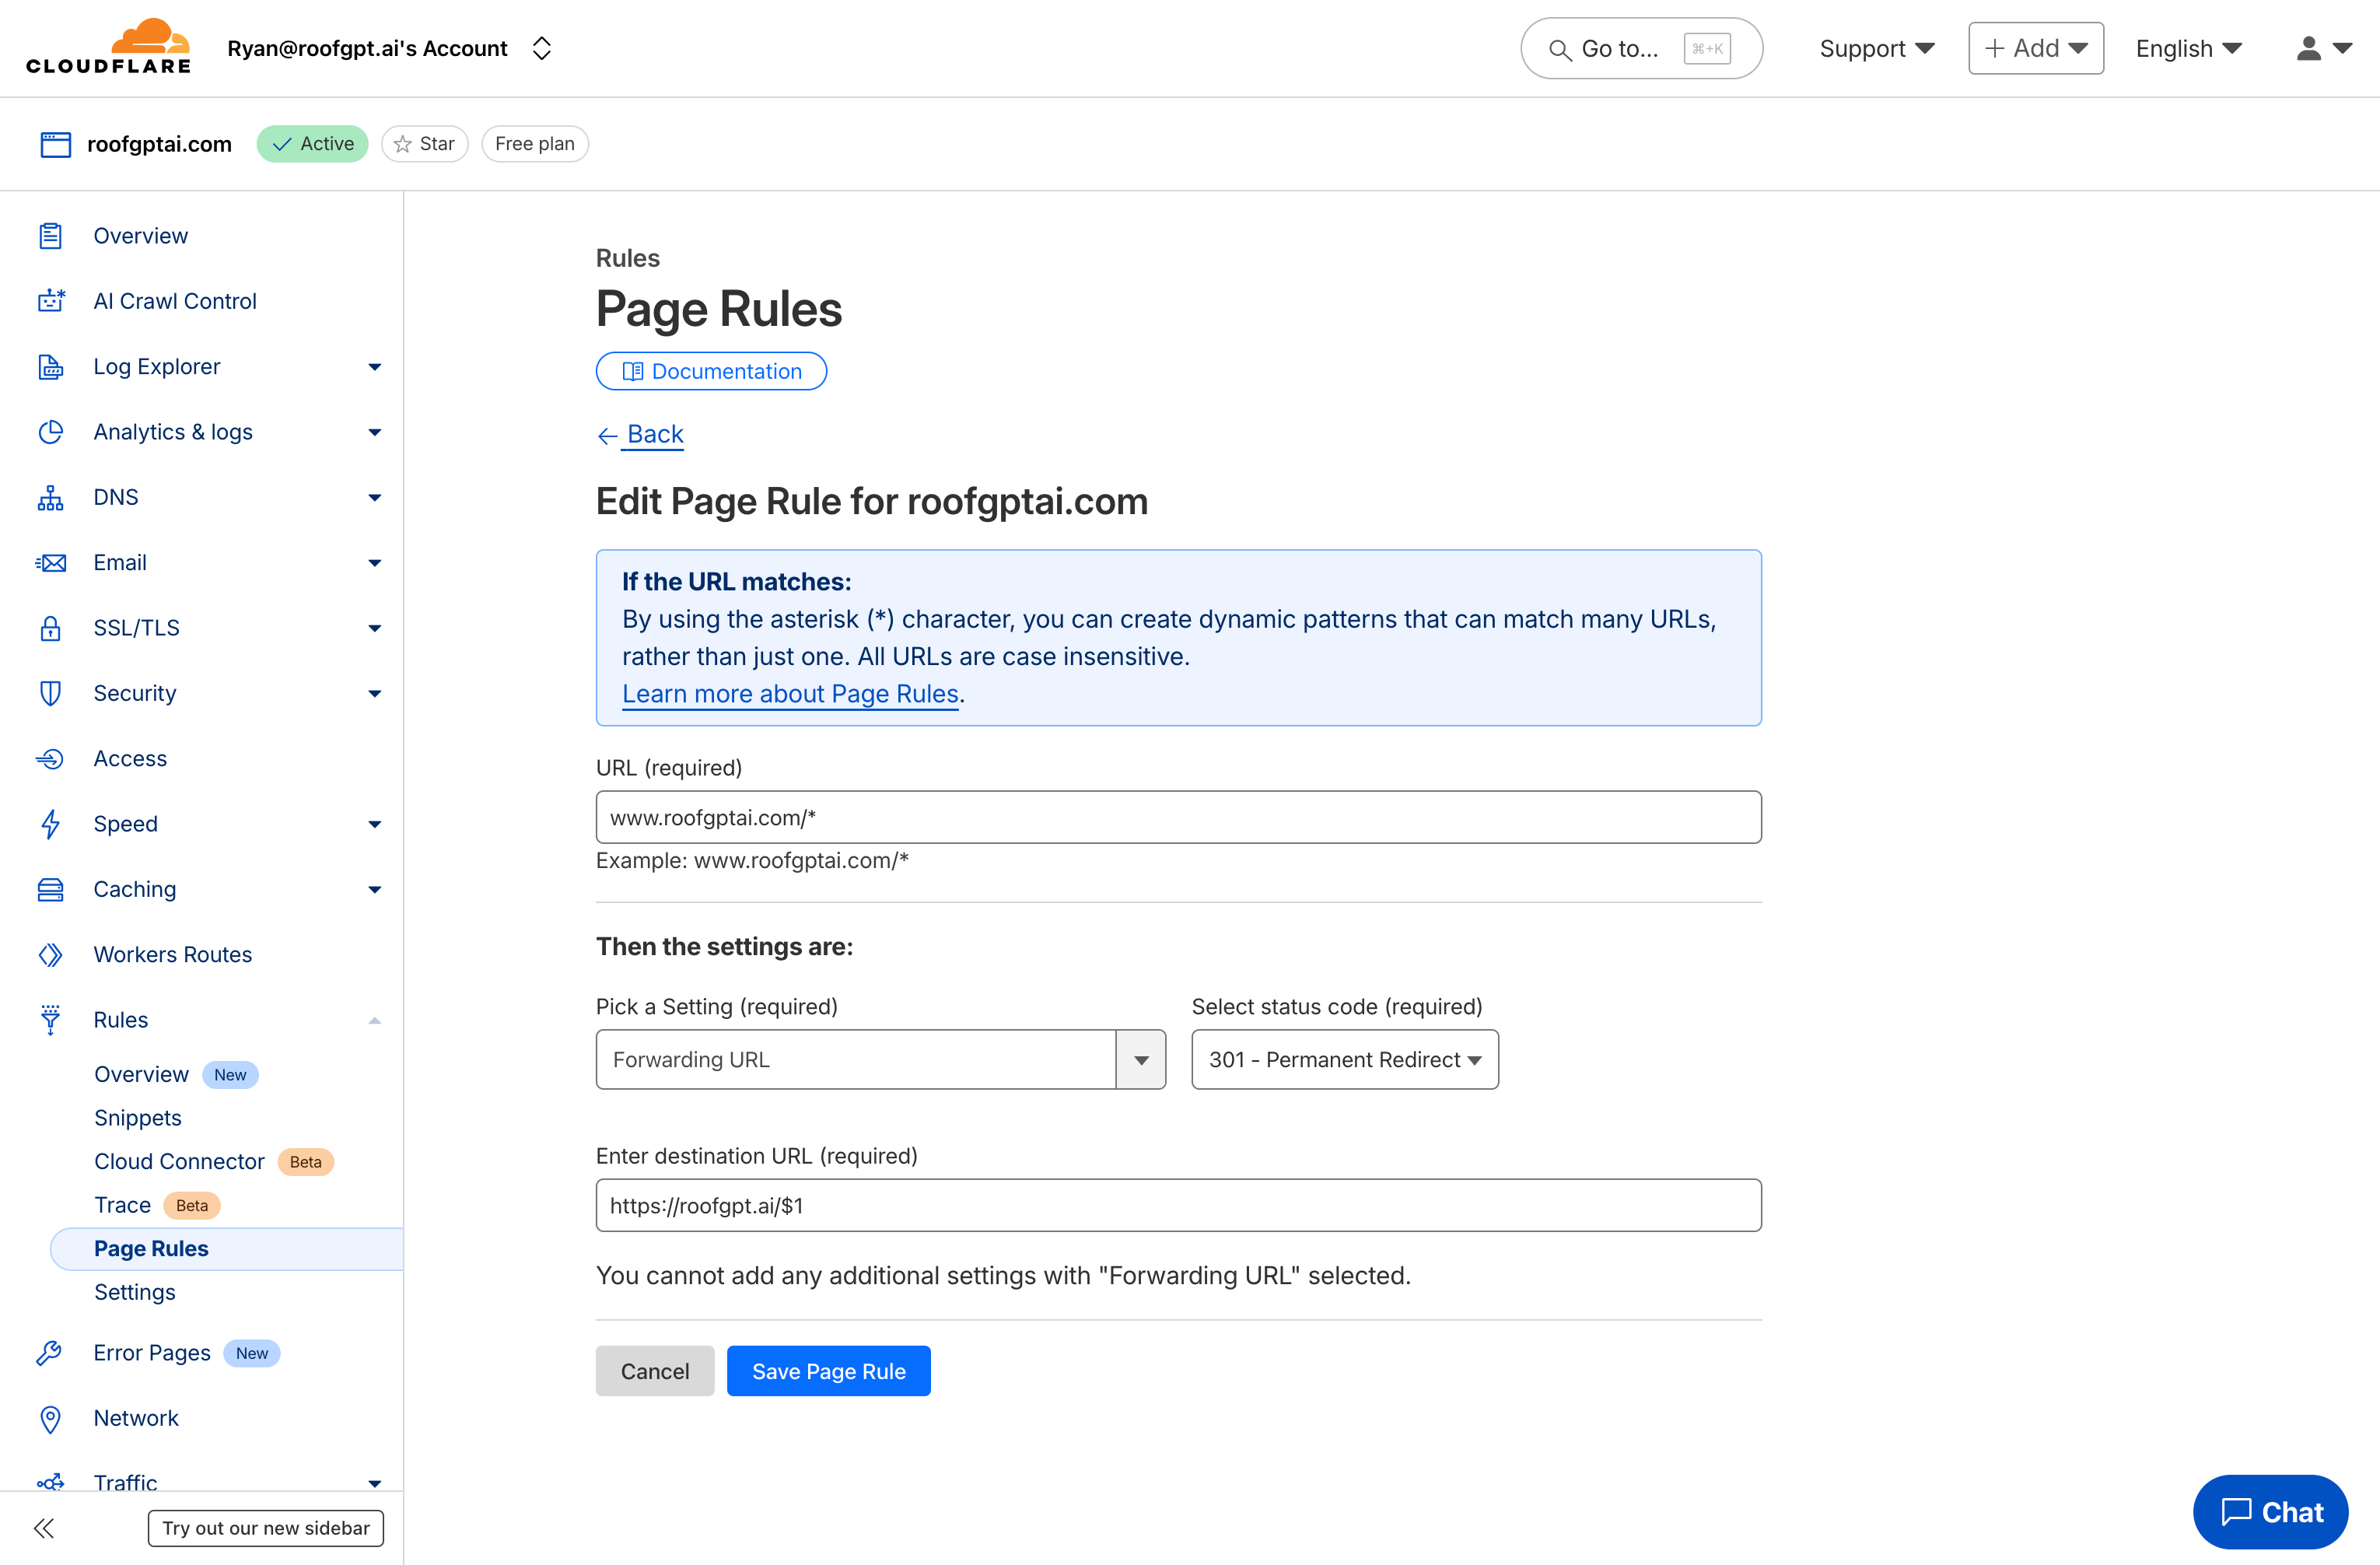 CLOUDFLARE
Ryan@roofgpt.ai's Account
Go to...
⌘+K
Support
+ Add
English
roofgptai.com
Active
Star
Free plan
Overview
AI Crawl Control
Log Explorer
Analytics & logs
DNS
Email
SSL/TLS
Security
Access
Speed
Caching
Workers Routes
Rules
Overview New
Snippets
Cloud Connector Beta
Trace Beta
Page Rules
Settings
Error Pages New
Network
Traffic
Try out our new sidebar
Rules
Page Rules
Documentation
Back
Edit Page Rule for roofgptai.com
If the URL matches:
By using the asterisk (*) character, you can create dynamic patterns that can match many URLs,
rather than just one. All URLs are case insensitive.
Learn more about Page Rules.
URL (required)
www.roofgptai.com/*
Example: www.roofgptai.com/*
Then the settings are:
Pick a Setting (required)
Select status code (required)
Forwarding URL
301 - Permanent Redirect
Enter destination URL (required)
https://roofgpt.ai/$1
You cannot add any additional settings with "Forwarding URL" selected.
Cancel
Save Page Rule
Chat